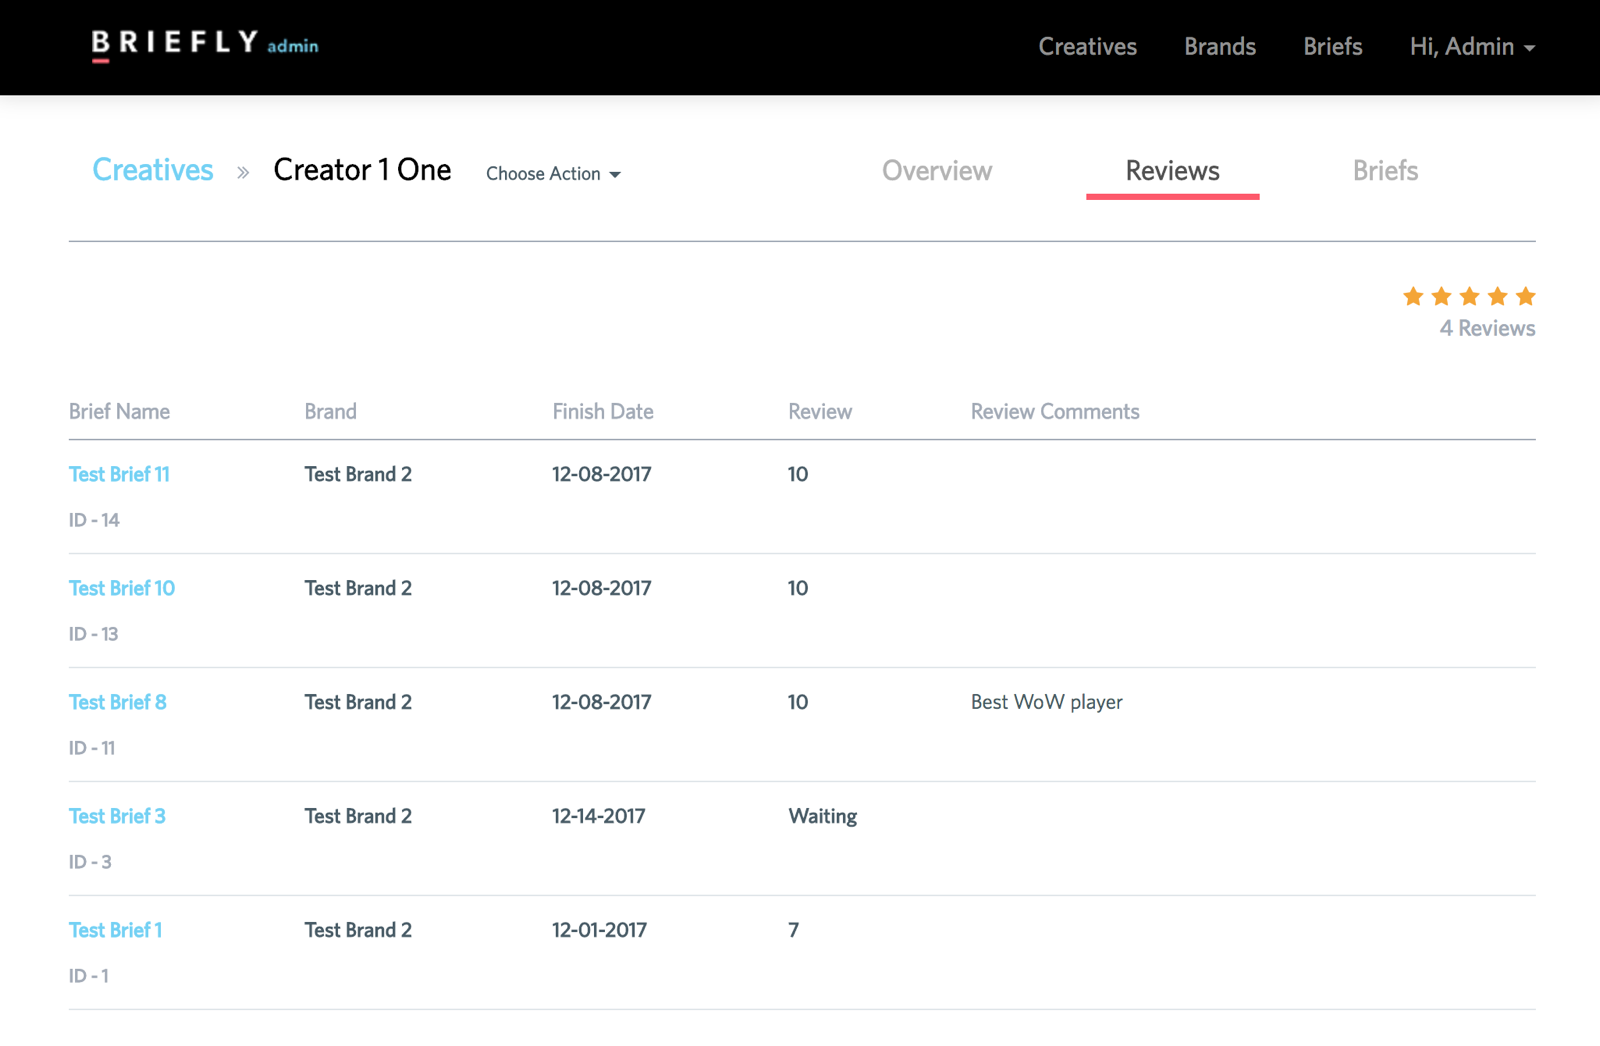 BRIEFLY admin
Creatives Brands Briefs Hi, Admin
Creatives » Creator 1 One Choose Action Overview Reviews Briefs
4 Reviews
Brief Name Brand Finish Date Review Review Comments
Test Brief 11 Test Brand 2 12-08-2017 10
ID - 14
Test Brief 10 Test Brand 2 12-08-2017 10
ID - 13
Test Brief 8 Test Brand 2 12-08-2017 10 Best WoW player
ID - 11
Test Brief 3 Test Brand 2 12-14-2017 Waiting
ID - 3
Test Brief 1 Test Brand 2 12-01-2017 7
ID - 1